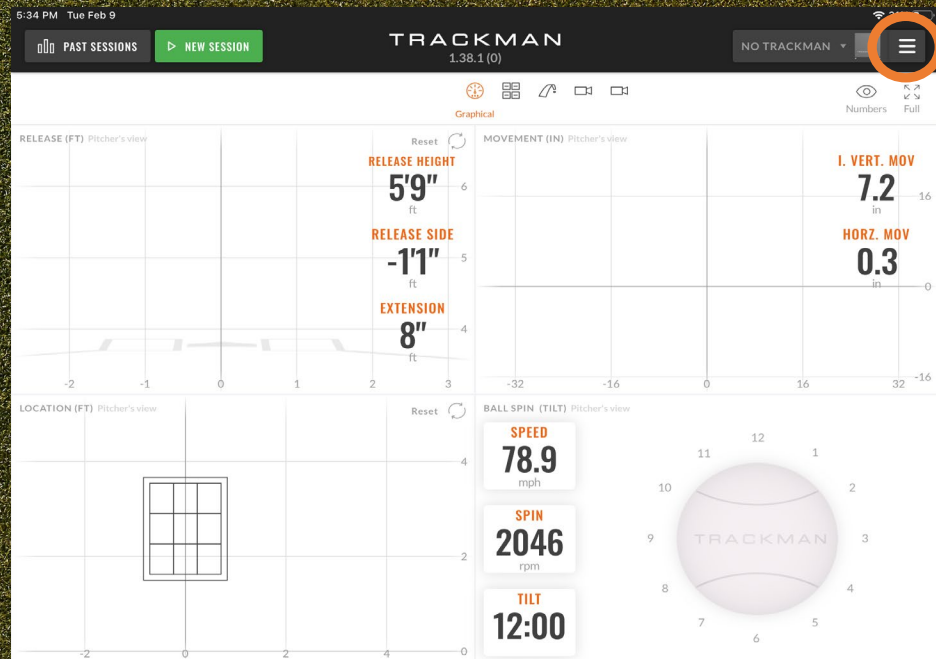 5:34 PM Tue Feb 9
PAST SESSIONS
NEW SESSION
TRACKMAN
1.38.1 (0)
NO TRACKMAN
Graphical
Numbers
Full
RELEASE (FT) Pitcher's view
Reset
RELEASE HEIGHT
5'9"
ft
RELEASE SIDE
-1'1"
ft
EXTENSION
8"
ft
6
5
4
-2 -1 0 1 2 3
MOVEMENT (IN) Pitcher's view
I. VERT. MOV
7.2
in
HORZ. MOV
0.3
in
16
0
-16
-32 -16 0 16 32
LOCATION (FT) Pitcher's view
Reset
4
2
0
-2 0 2 4
BALL SPIN (TILT) Pitcher's view
SPEED
78.9
mph
SPIN
2046
rpm
TILT
12:00
12
11 1
10 2
9 TRACKMAN 3
8 4
7 5
6